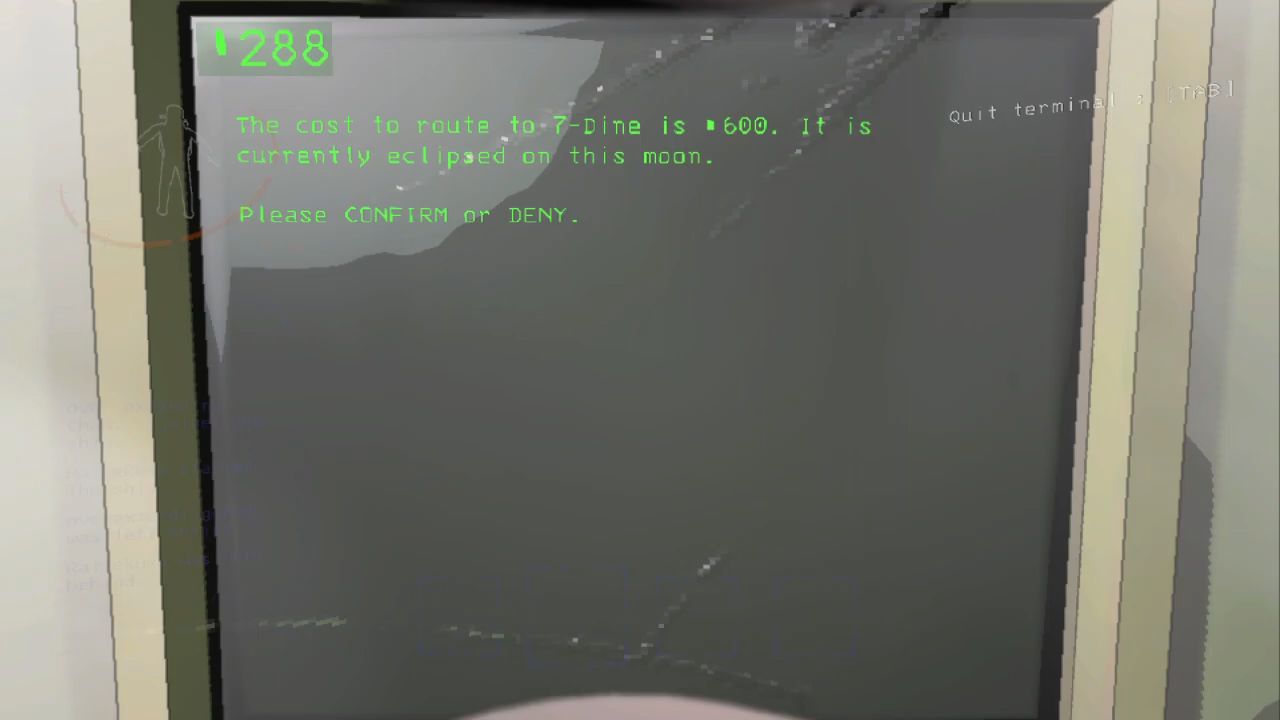 288
Quit terminal : [TAB]
The cost to route to 7-Dine is ▮600. It is
currently eclipsed on this moon.
Please CONFIRM or DENY.